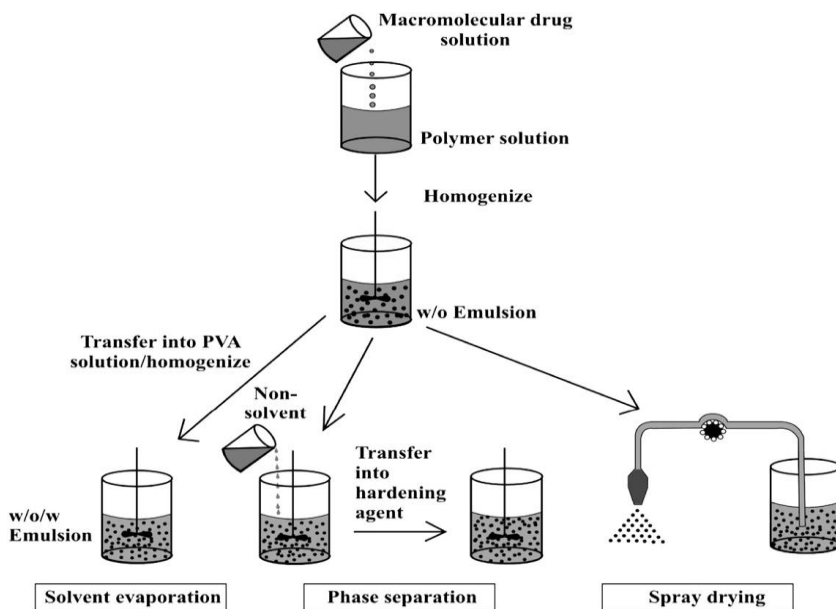 Macromolecular drug
solution
Polymer solution
Homogenize
w/o Emulsion
Transfer into PVA
solution/homogenize
Non-
solvent
Transfer
into
hardening
agent
w/o/w
Emulsion
Solvent evaporation
Phase separation
Spray drying